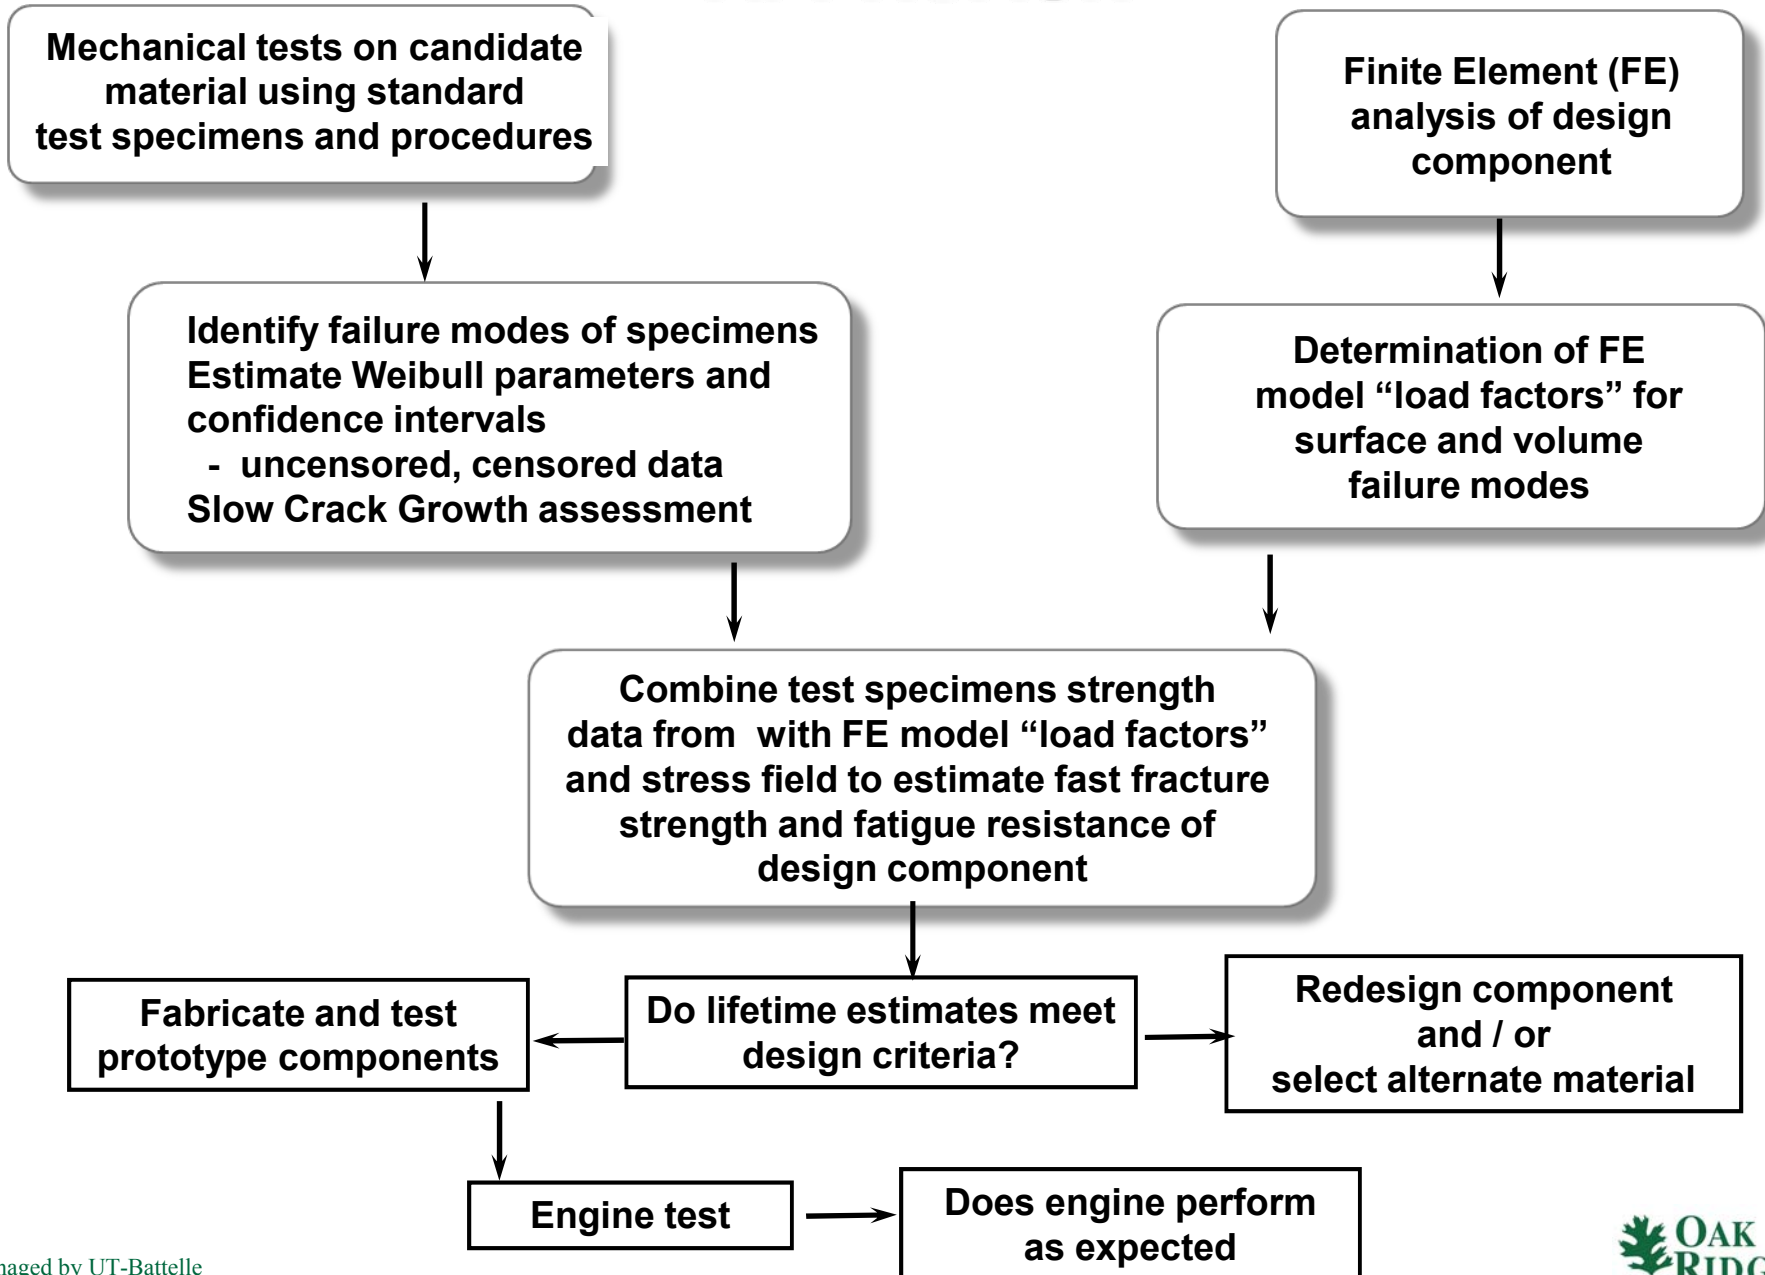 Mechanical tests on candidate
material using standard
test specimens and procedures
Finite Element (FE)
analysis of design
component
Identify failure modes of specimens
Estimate Weibull parameters and
confidence intervals
- uncensored, censored data
Slow Crack Growth assessment
Determination of FE
model “load factors” for
surface and volume
failure modes
Combine test specimens strength
data from with FE model “load factors”
and stress field to estimate fast fracture
strength and fatigue resistance of
design component
Fabricate and test
prototype components
Do lifetime estimates meet
design criteria?
Redesign component
and / or
select alternate material
Engine test
Does engine perform
as expected
naged by UT-Battelle
OAK
RIDG